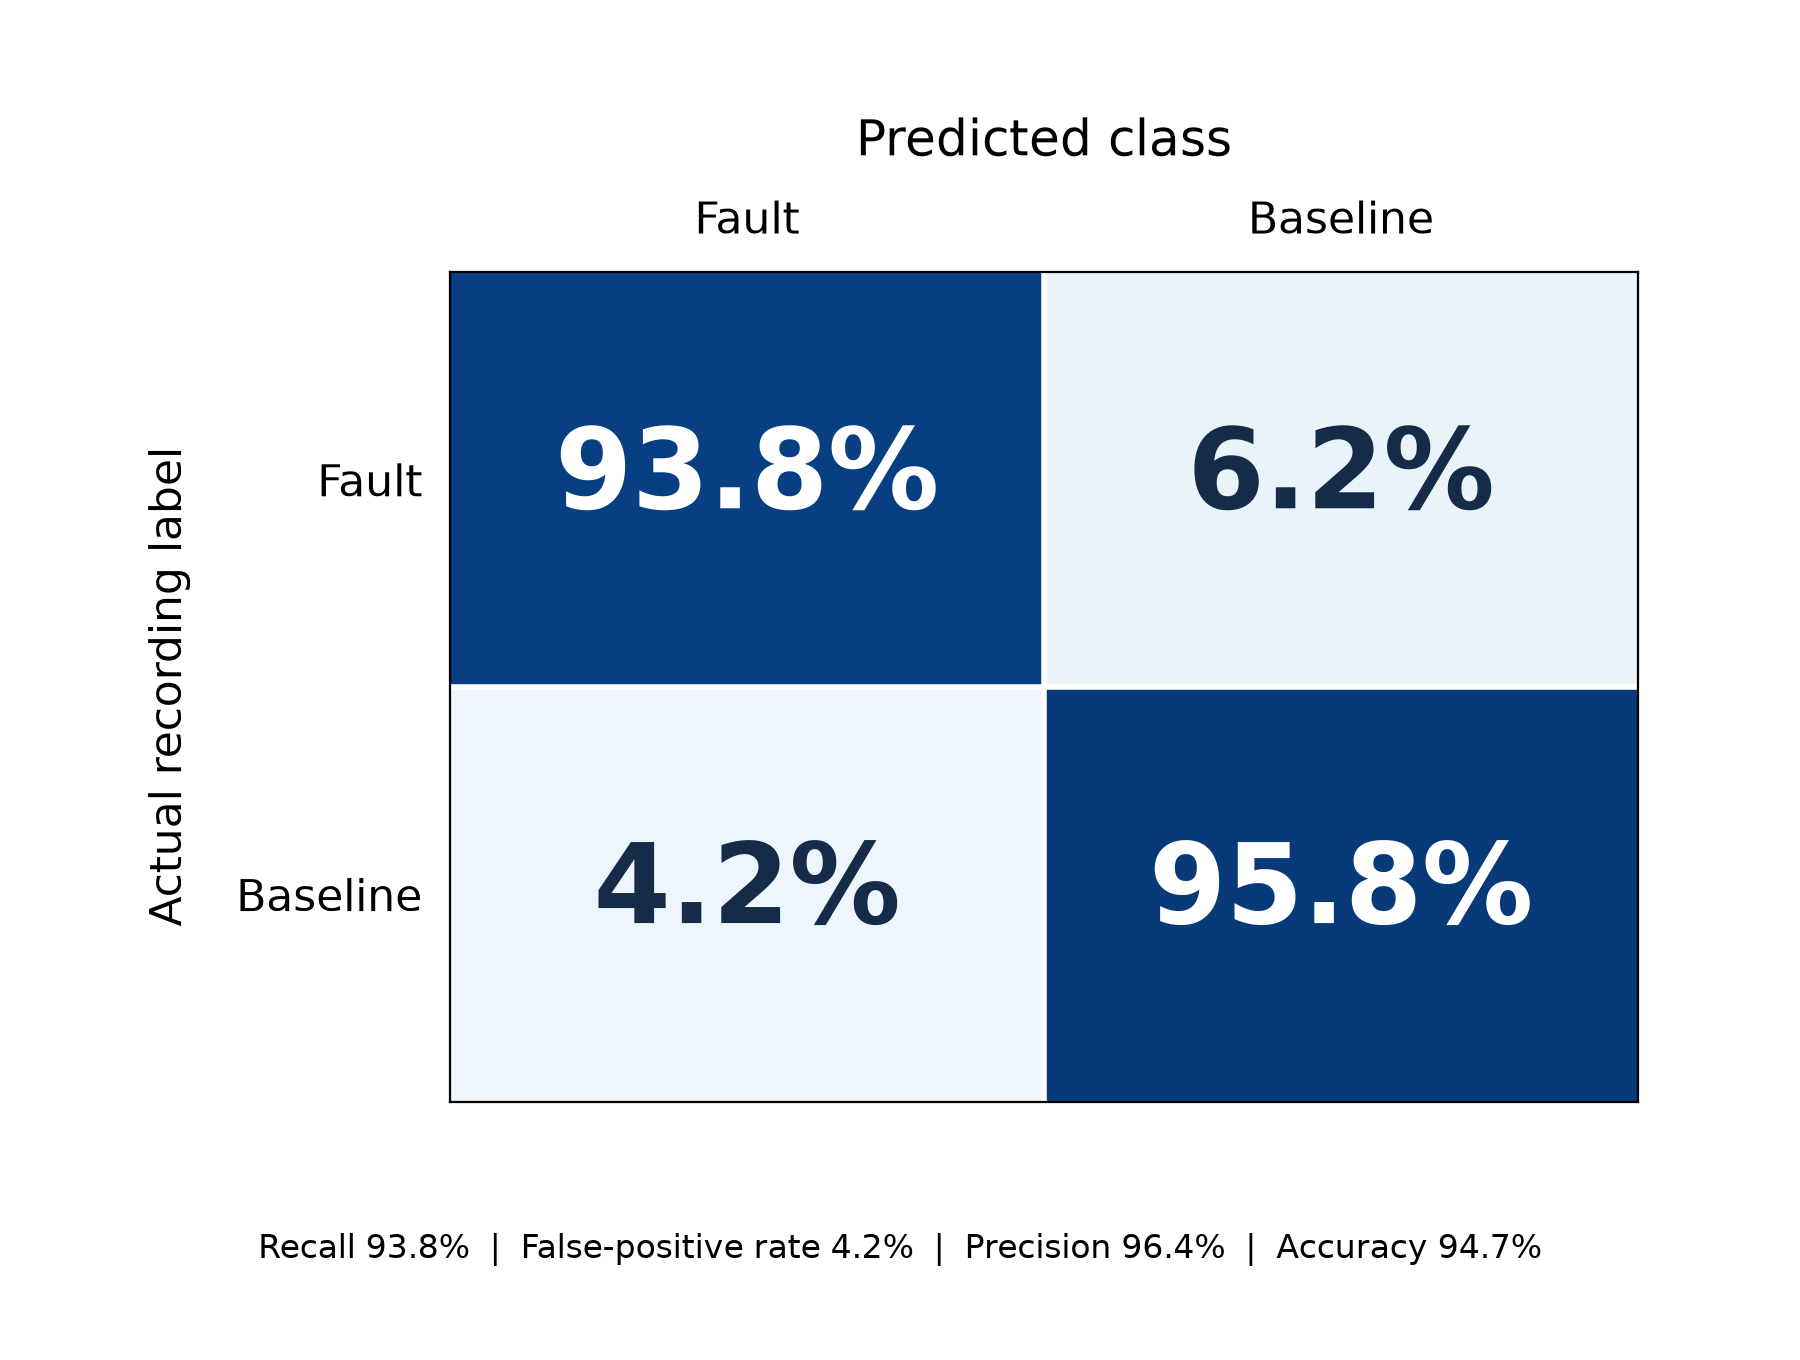 Predicted class
Fault Baseline
Actual recording label
Fault 93.8% 6.2%
Baseline 4.2% 95.8%
Recall 93.8% | False-positive rate 4.2% | Precision 96.4% | Accuracy 94.7%